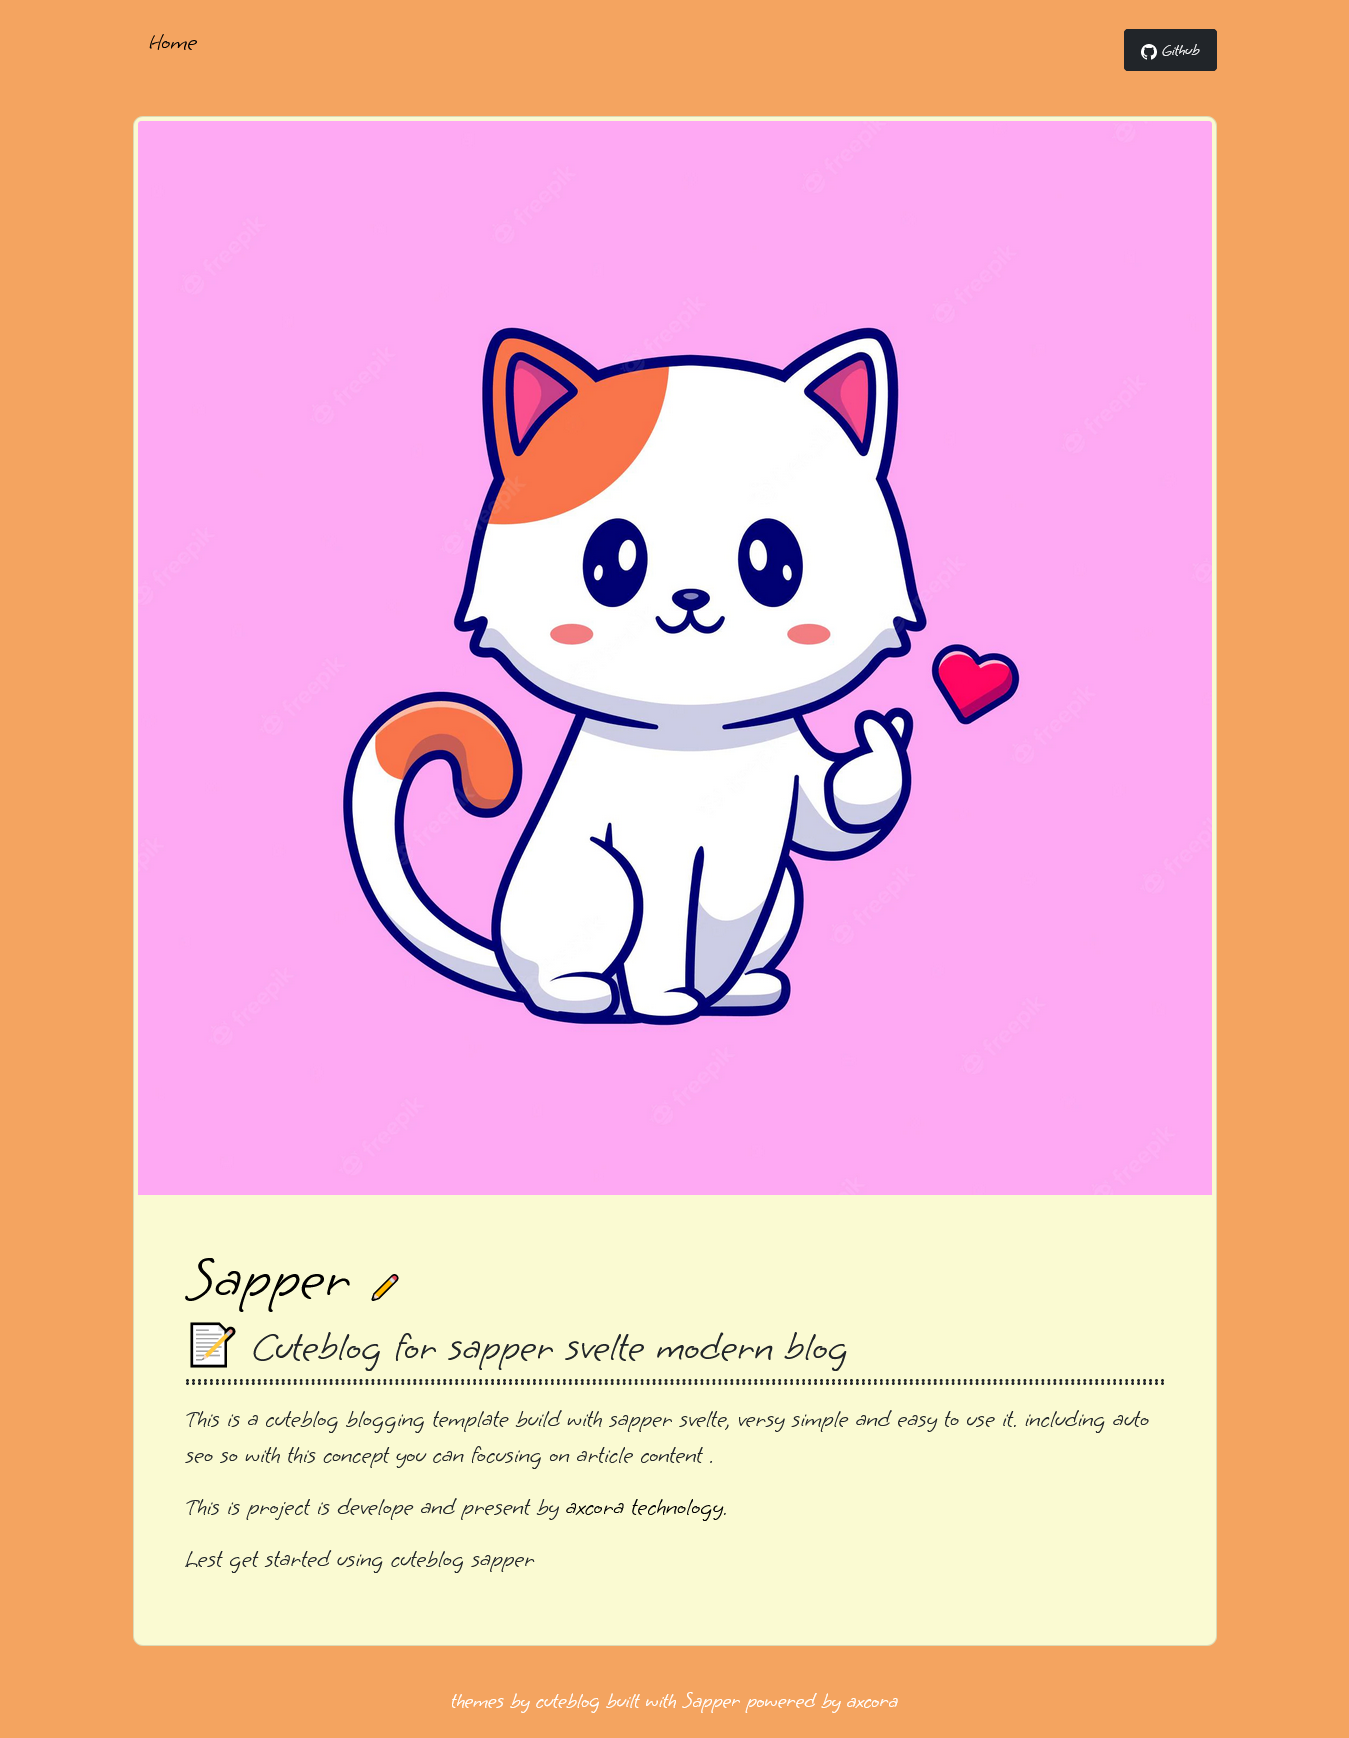 Home
Github
freepik
Sapper
Cuteblog for sapper svelte modern blog
This is a cuteblog blogging template build with sapper svelte, versy simple and easy to use it. including auto
seo so with this concept you can focusing on article content .
This is project is develope and present by axcora technology.
Lest get started using cuteblog sapper
themes by cuteblog built with Sapper powered by axcora